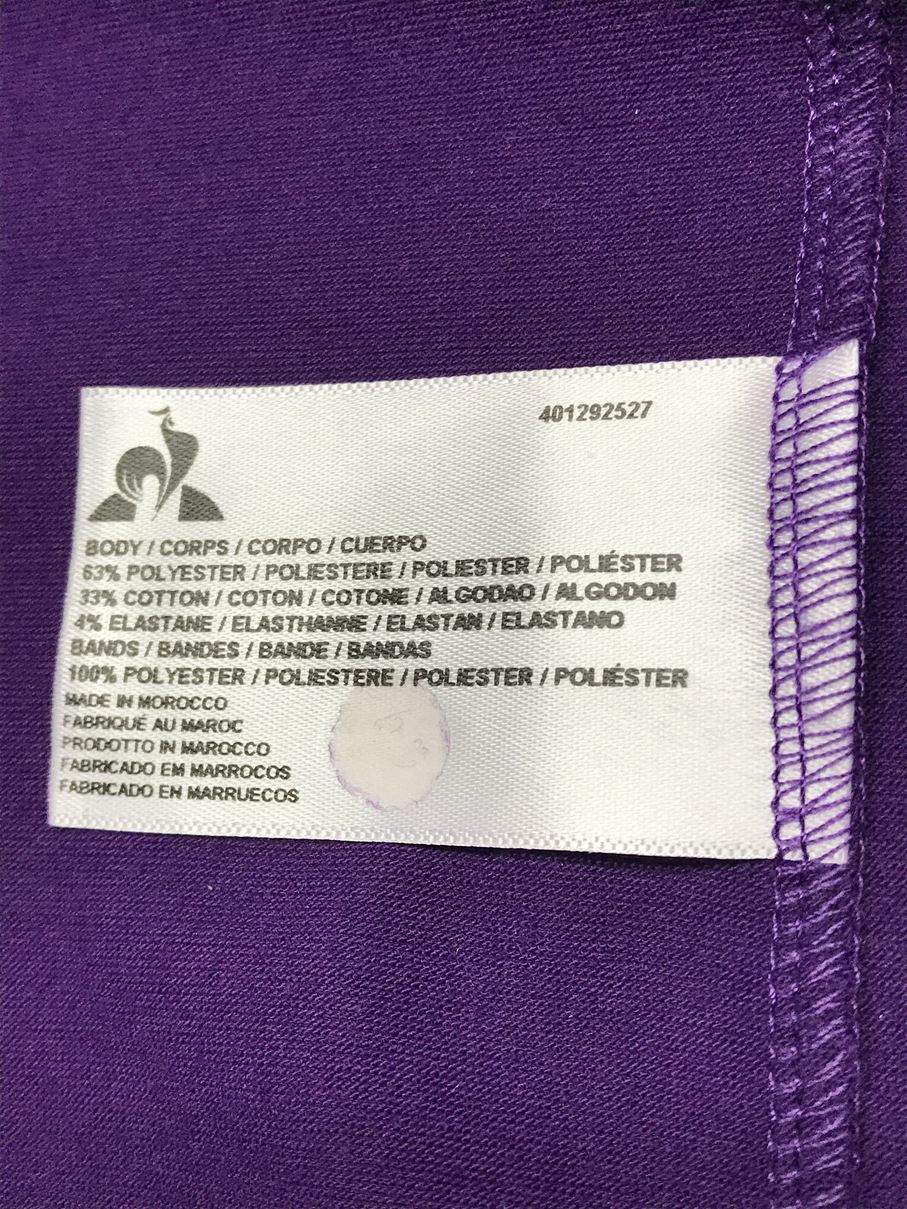 401292527
BODY / CORPS / CORPO / CUERPO
63% POLYESTER / POLIESTERE / POLIESTER / POLIÉSTER
33% COTTON / COTON / COTONE / ALGODAO / ALGODON
4% ELASTANE / ELASTHANNE / ELASTAN / ELASTANO
BANDS / BANDES / BANDE / BANDAS
100% POLYESTER / POLIESTERE / POLIESTER / POLIÉSTER
MADE IN MOROCCO
FABRIQUÉ AU MAROC
PRODOTTO IN MAROCCO
FABRICADO EM MARROCOS
FABRICADO EN MARRUECOS